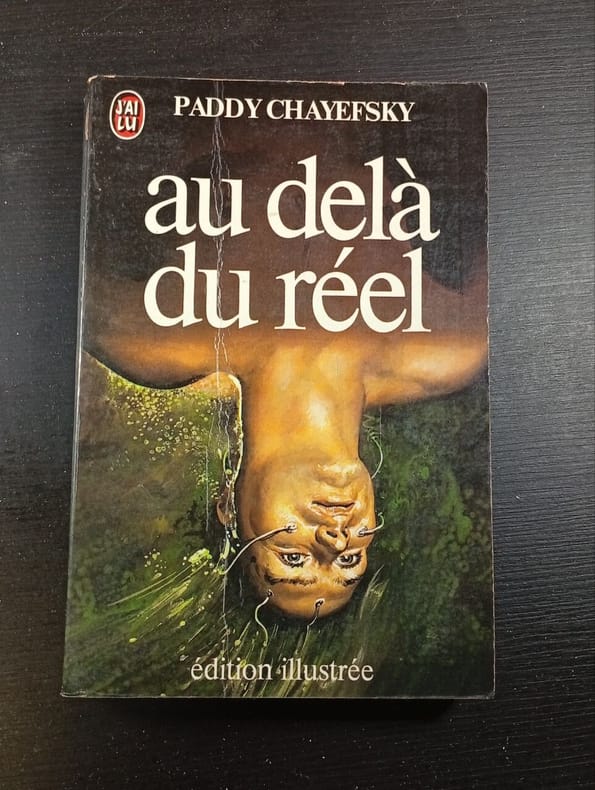 J'AI
LU
PADDY CHAYEFSKY
au delà
du réel
édition illustrée